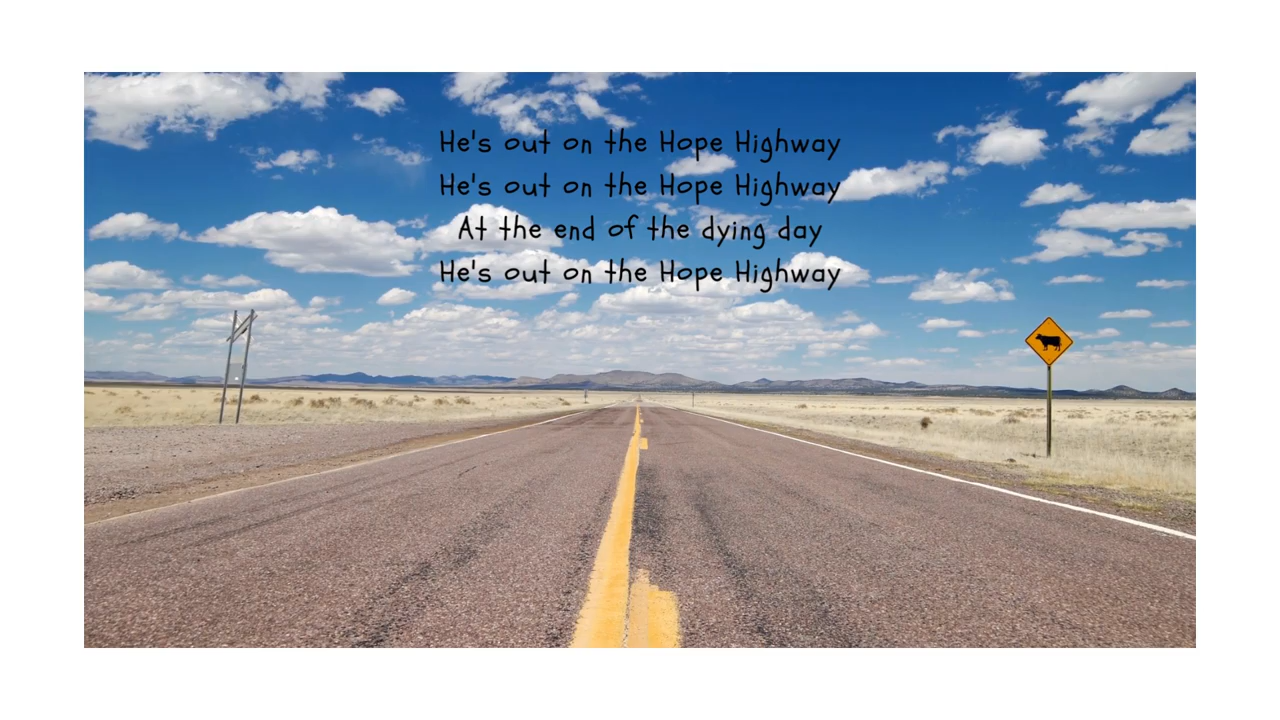 He's out on the Hope Highway
He's out on the Hope Highway
At the end of the dying day
He's out on the Hope Highway